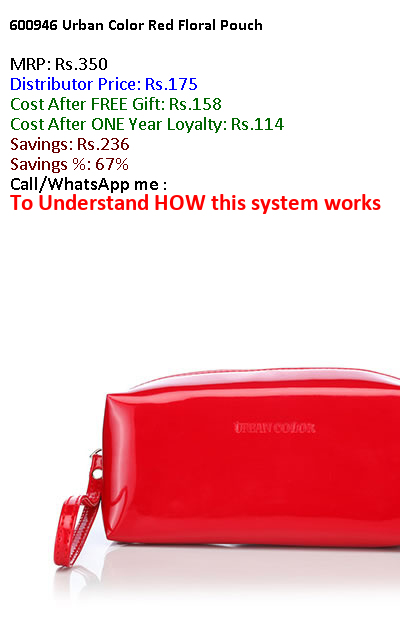 600946 Urban Color Red Floral Pouch
MRP: Rs.350
Distributor Price: Rs.175
Cost After FREE Gift: Rs.158
Cost After ONE Year Loyalty: Rs.114
Savings: Rs.236
Savings %: 67%
Call/WhatsApp me :
To Understand HOW this system works
URBAN COLOR